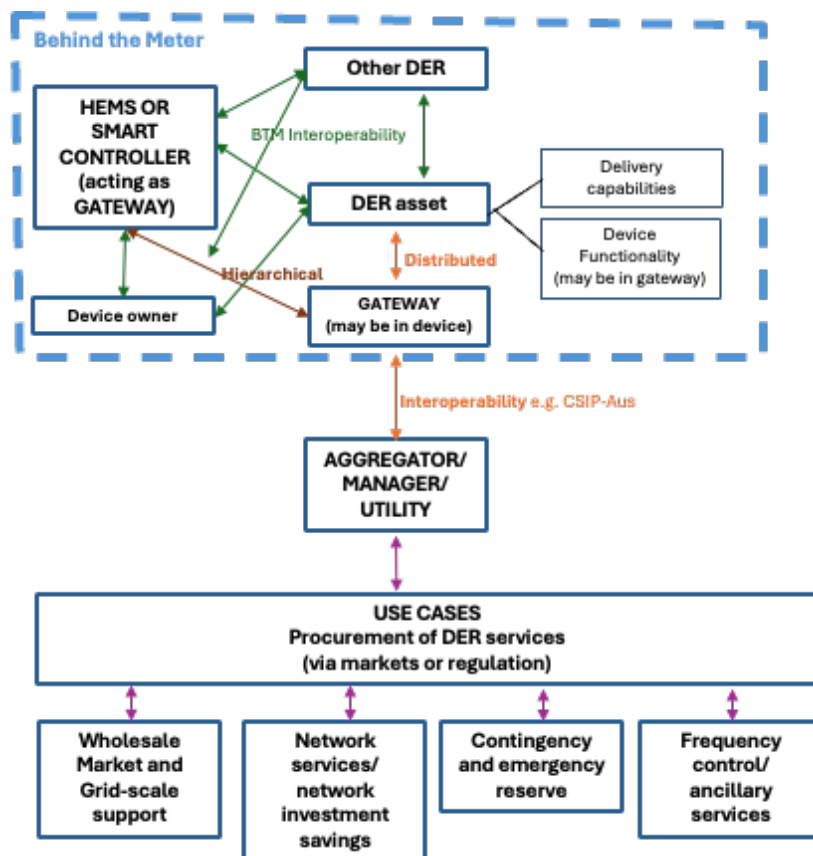 Behind the Meter
Other DER
HEMS OR
SMART
CONTROLLER
(acting as
GATEWAY)
BTM Interoperability
Delivery
capabilities
DER asset
Device
Functionality
(may be in gateway)
Distributed
Hierarchical
Device owner
GATEWAY
(may be in device)
Interoperability e.g. CSIP-Aus
AGGREGATOR/
MANAGER/
UTILITY
USE CASES
Procurement of DER services
(via markets or regulation)
Wholesale
Market and
Grid-scale
support
Network
services/
network
investment
savings
Contingency
and emergency
reserve
Frequency
control/
ancillary
services